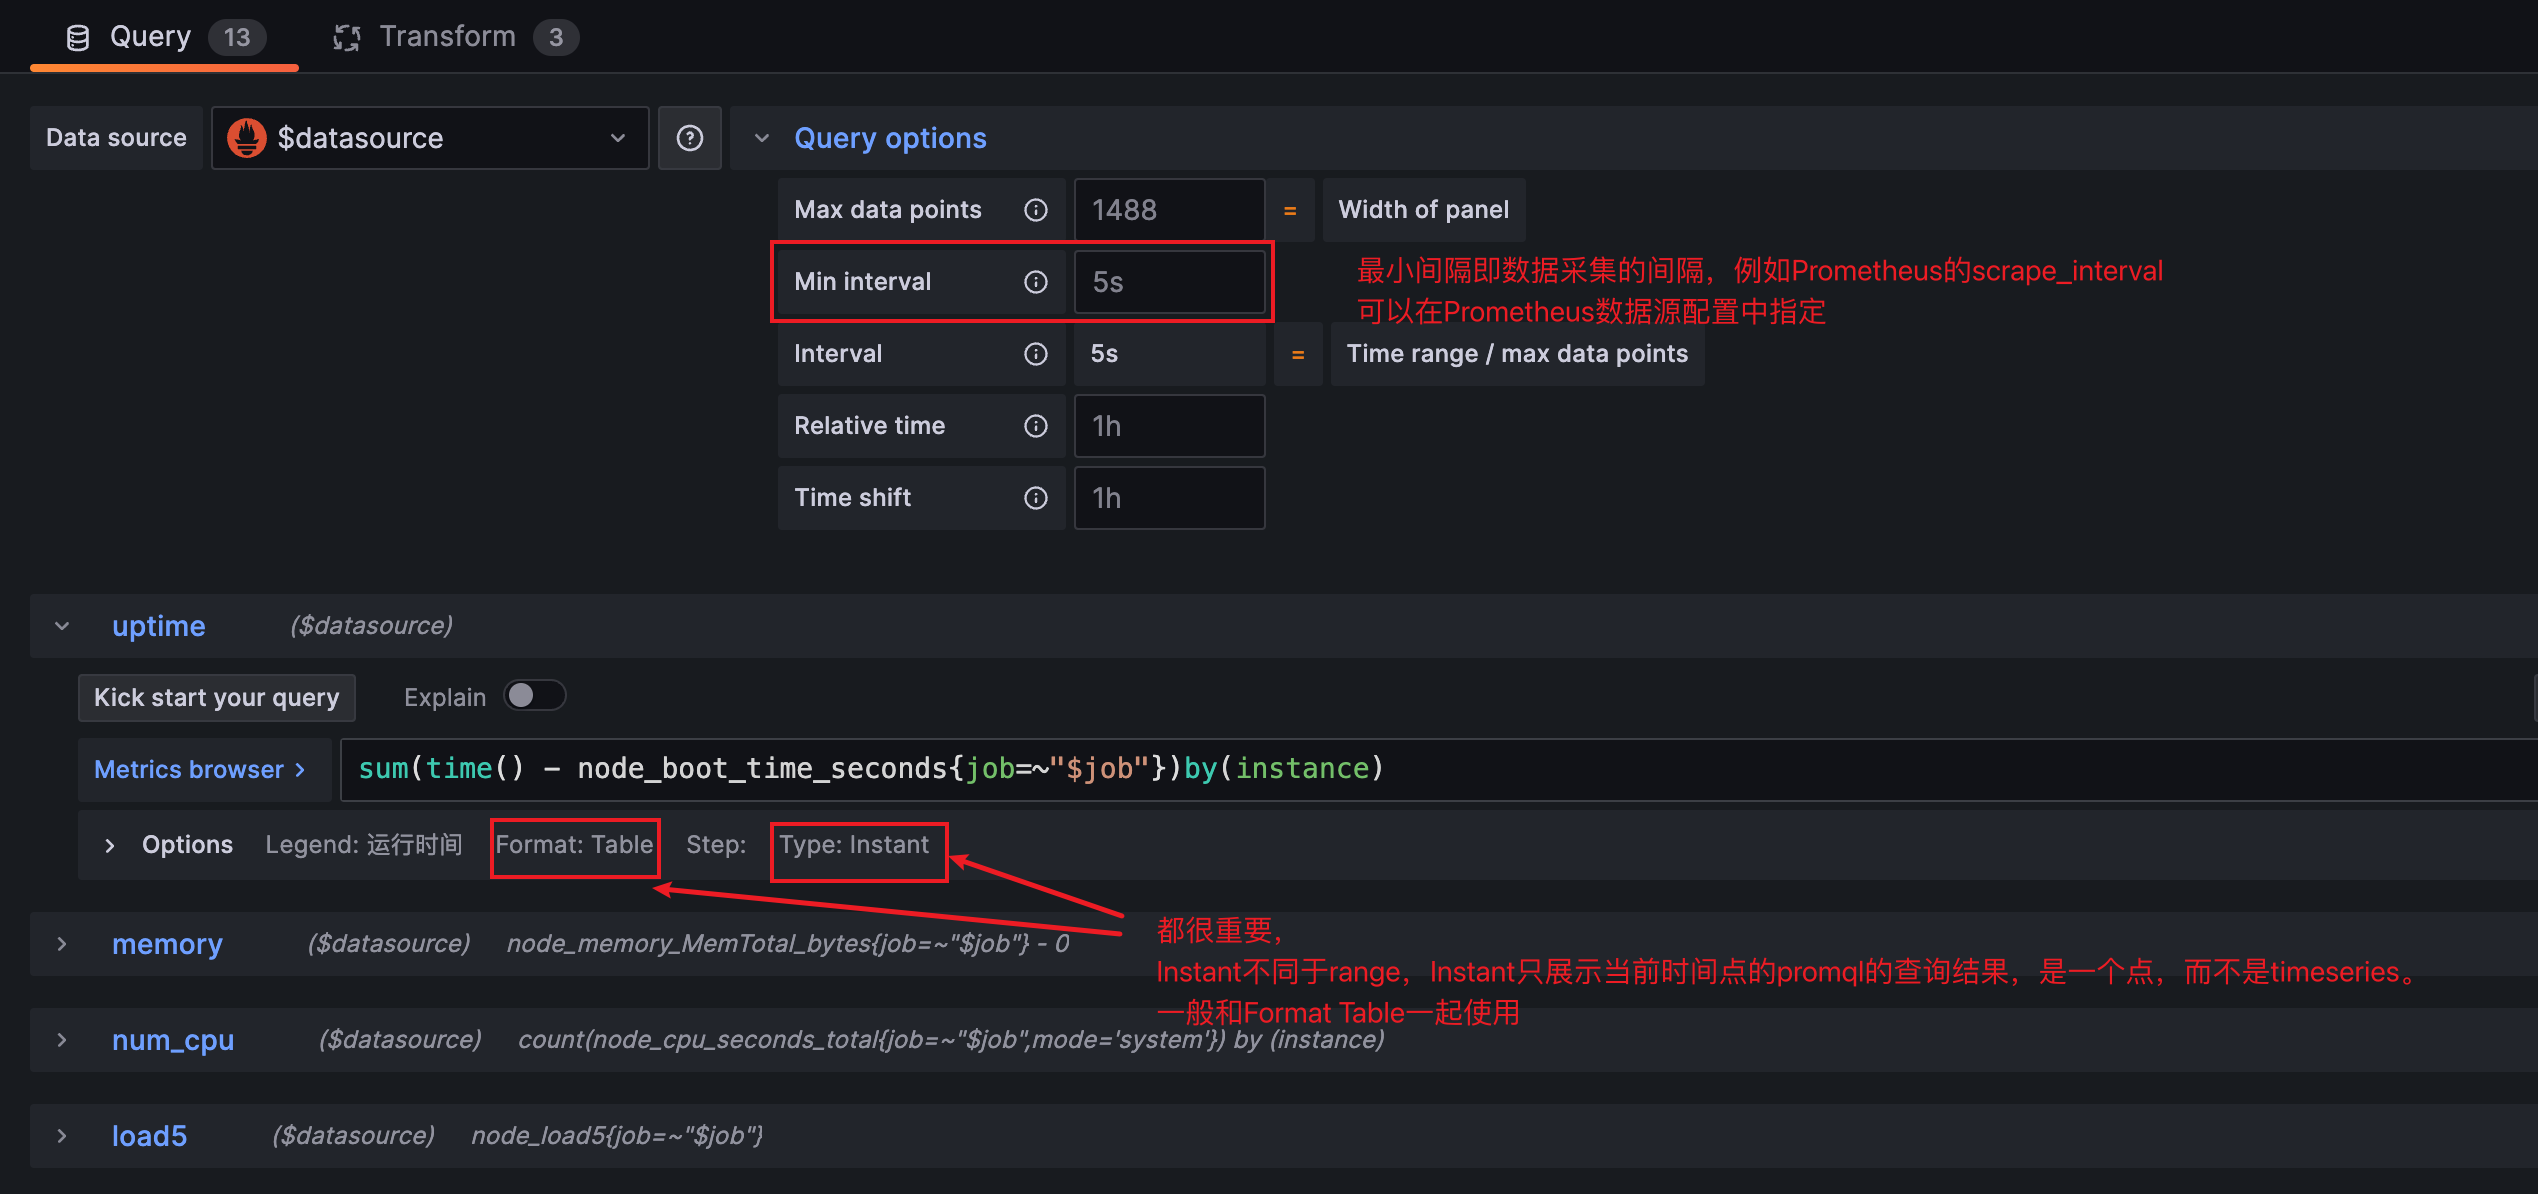 Query 13 Transform 3
Data source $datasource Query options
Max data points 1488 = Width of panel
Min interval 5s
最小间隔即数据采集的间隔，例如Prometheus的scrape_interval
可以在Prometheus数据源配置中指定
Interval 5s = Time range / max data points
Relative time 1h
Time shift 1h
uptime ($datasource)
Kick start your query Explain
Metrics browser > sum(time() - node_boot_time_seconds{job=~"$job"})by(instance)
Options Legend: 运行时间 Format: Table Step: Type: Instant
都很重要，
memory ($datasource) node_memory_MemTotal_bytes{job=~"$job"} - 0
Instant不同于range，Instant只展示当前时间点的promql的查询结果，是一个点，而不是timeseries。
一般和Format Table一起使用
num_cpu ($datasource) count(node_cpu_seconds_total{job=~"$job",mode='system'}) by (instance)
load5 ($datasource) node_load5{job=~"$job"}